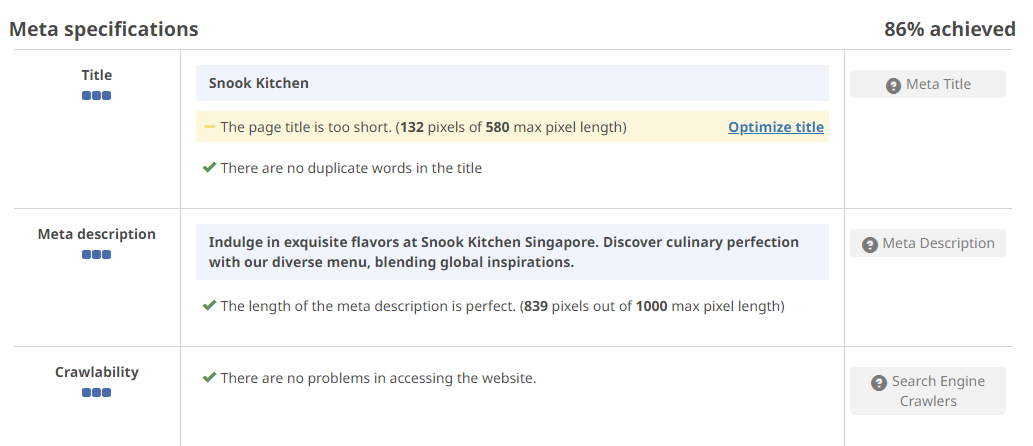 Meta specifications 86% achieved
Title
Snook Kitchen
Meta Title
The page title is too short. (132 pixels of 580 max pixel length) Optimize title
There are no duplicate words in the title
Meta description
Indulge in exquisite flavors at Snook Kitchen Singapore. Discover culinary perfection
with our diverse menu, blending global inspirations.
Meta Description
The length of the meta description is perfect. (839 pixels out of 1000 max pixel length)
Crawlability
There are no problems in accessing the website.
Search Engine
Crawlers